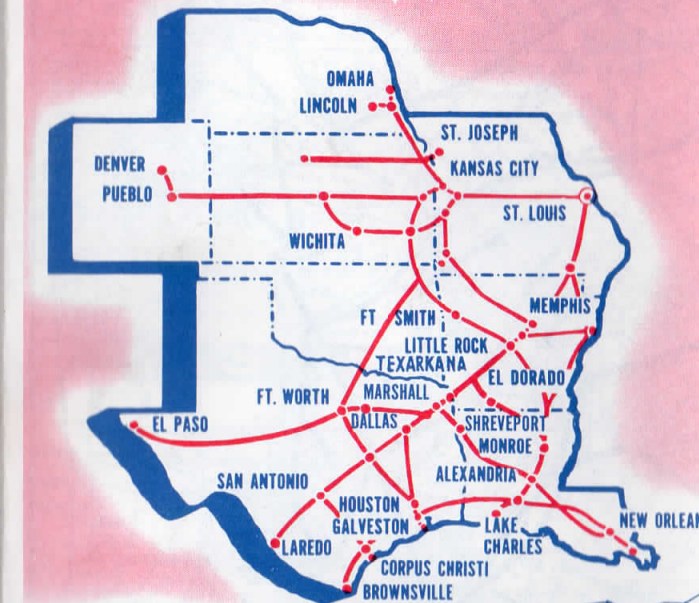 OMAHA
LINCOLN
ST. JOSEPH
DENVER
KANSAS CITY
PUEBLO
ST. LOUIS
WICHITA
MEMPHIS
FT. SMITH
LITTLE ROCK
TEXARKANA
EL DORADO
MARSHALL
FT. WORTH
EL PASO
DALLAS
SHREVEPORT
MONROE
ALEXANDRIA
SAN ANTONIO
HOUSTON
GALVESTON
NEW ORLEAN
LAKE
CHARLES
LAREDO
CORPUS CHRISTI
BROWNSVILLE